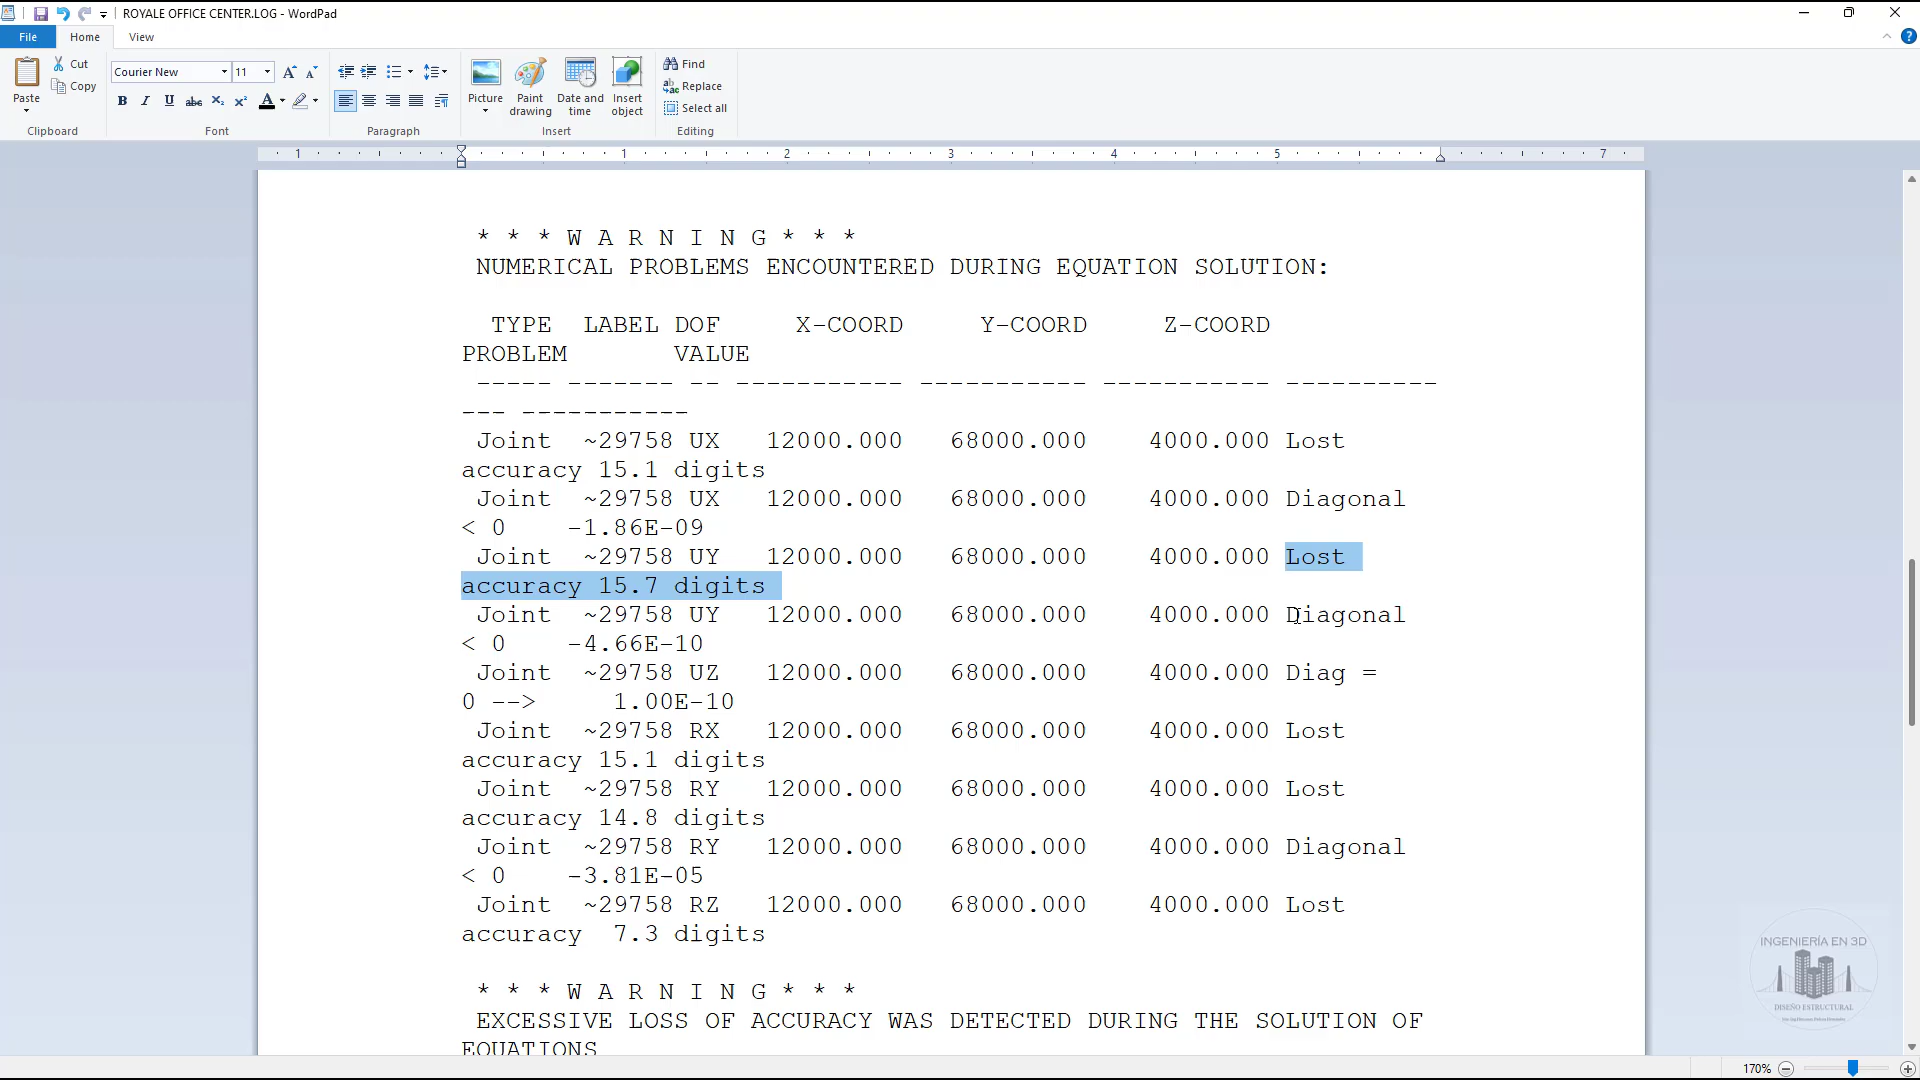 ROYALE OFFICE CENTER.LOG - WordPad
File Home View
Paste
Cut
Copy
Clipboard
Courier New 11
Font
Paragraph
Picture
Paint drawing
Date and time
Insert object
Insert
Find
Replace
Select all
Editing
1 1 2 3 4 5 7
* * * W A R N I N G * * *
NUMERICAL PROBLEMS ENCOUNTERED DURING EQUATION SOLUTION:
TYPE LABEL DOF X-COORD Y-COORD Z-COORD
PROBLEM VALUE
----- ------- -- ----------- ----------- ----------- ----------
--- -----------
Joint ~29758 UX 12000.000 68000.000 4000.000 Lost
accuracy 15.1 digits
Joint ~29758 UX 12000.000 68000.000 4000.000 Diagonal
< 0 -1.86E-09
Joint ~29758 UY 12000.000 68000.000 4000.000 Lost
accuracy 15.7 digits
Joint ~29758 UY 12000.000 68000.000 4000.000 Diagonal
< 0 -4.66E-10
Joint ~29758 UZ 12000.000 68000.000 4000.000 Diag =
0 --> 1.00E-10
Joint ~29758 RX 12000.000 68000.000 4000.000 Lost
accuracy 15.1 digits
Joint ~29758 RY 12000.000 68000.000 4000.000 Lost
accuracy 14.8 digits
Joint ~29758 RY 12000.000 68000.000 4000.000 Diagonal
< 0 -3.81E-05
Joint ~29758 RZ 12000.000 68000.000 4000.000 Lost
accuracy 7.3 digits
* * * W A R N I N G * * *
EXCESSIVE LOSS OF ACCURACY WAS DETECTED DURING THE SOLUTION OF
EQUATIONS
INGENIERÍA EN 3D
DISEÑO ESTRUCTURAL
170%